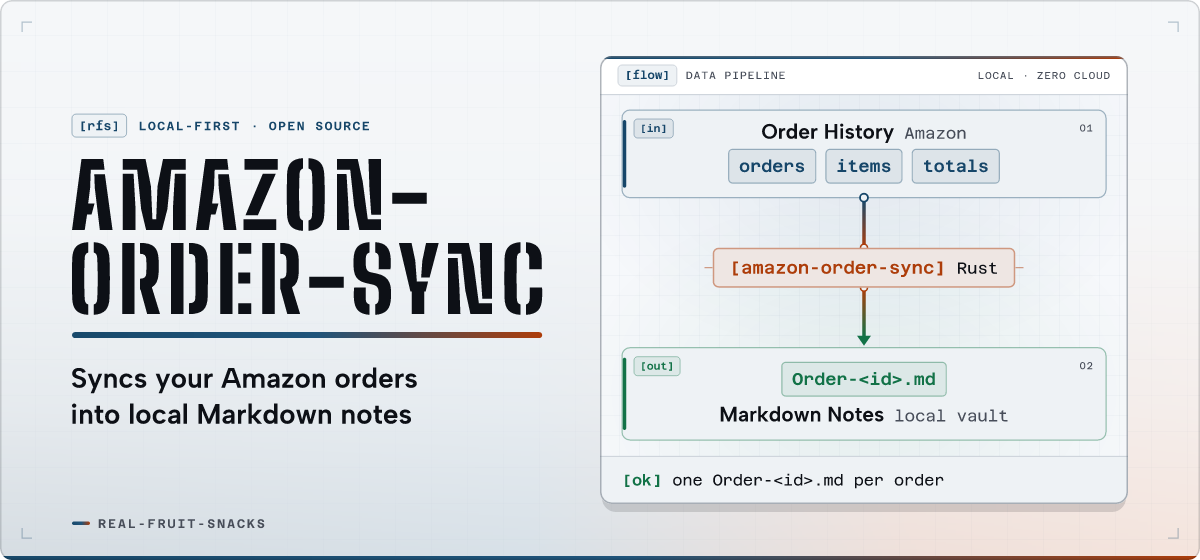 [rfs] LOCAL-FIRST · OPEN SOURCE
AMAZON-
ORDER-SYNC
Syncs your Amazon orders
into local Markdown notes
REAL-FRUIT-SNACKS
[flow] DATA PIPELINE LOCAL · ZERO CLOUD
[in] Order History Amazon 01
orders items totals
[amazon-order-sync] Rust
[out] Order-<id>.md 02
Markdown Notes local vault
[ok] one Order-<id>.md per order